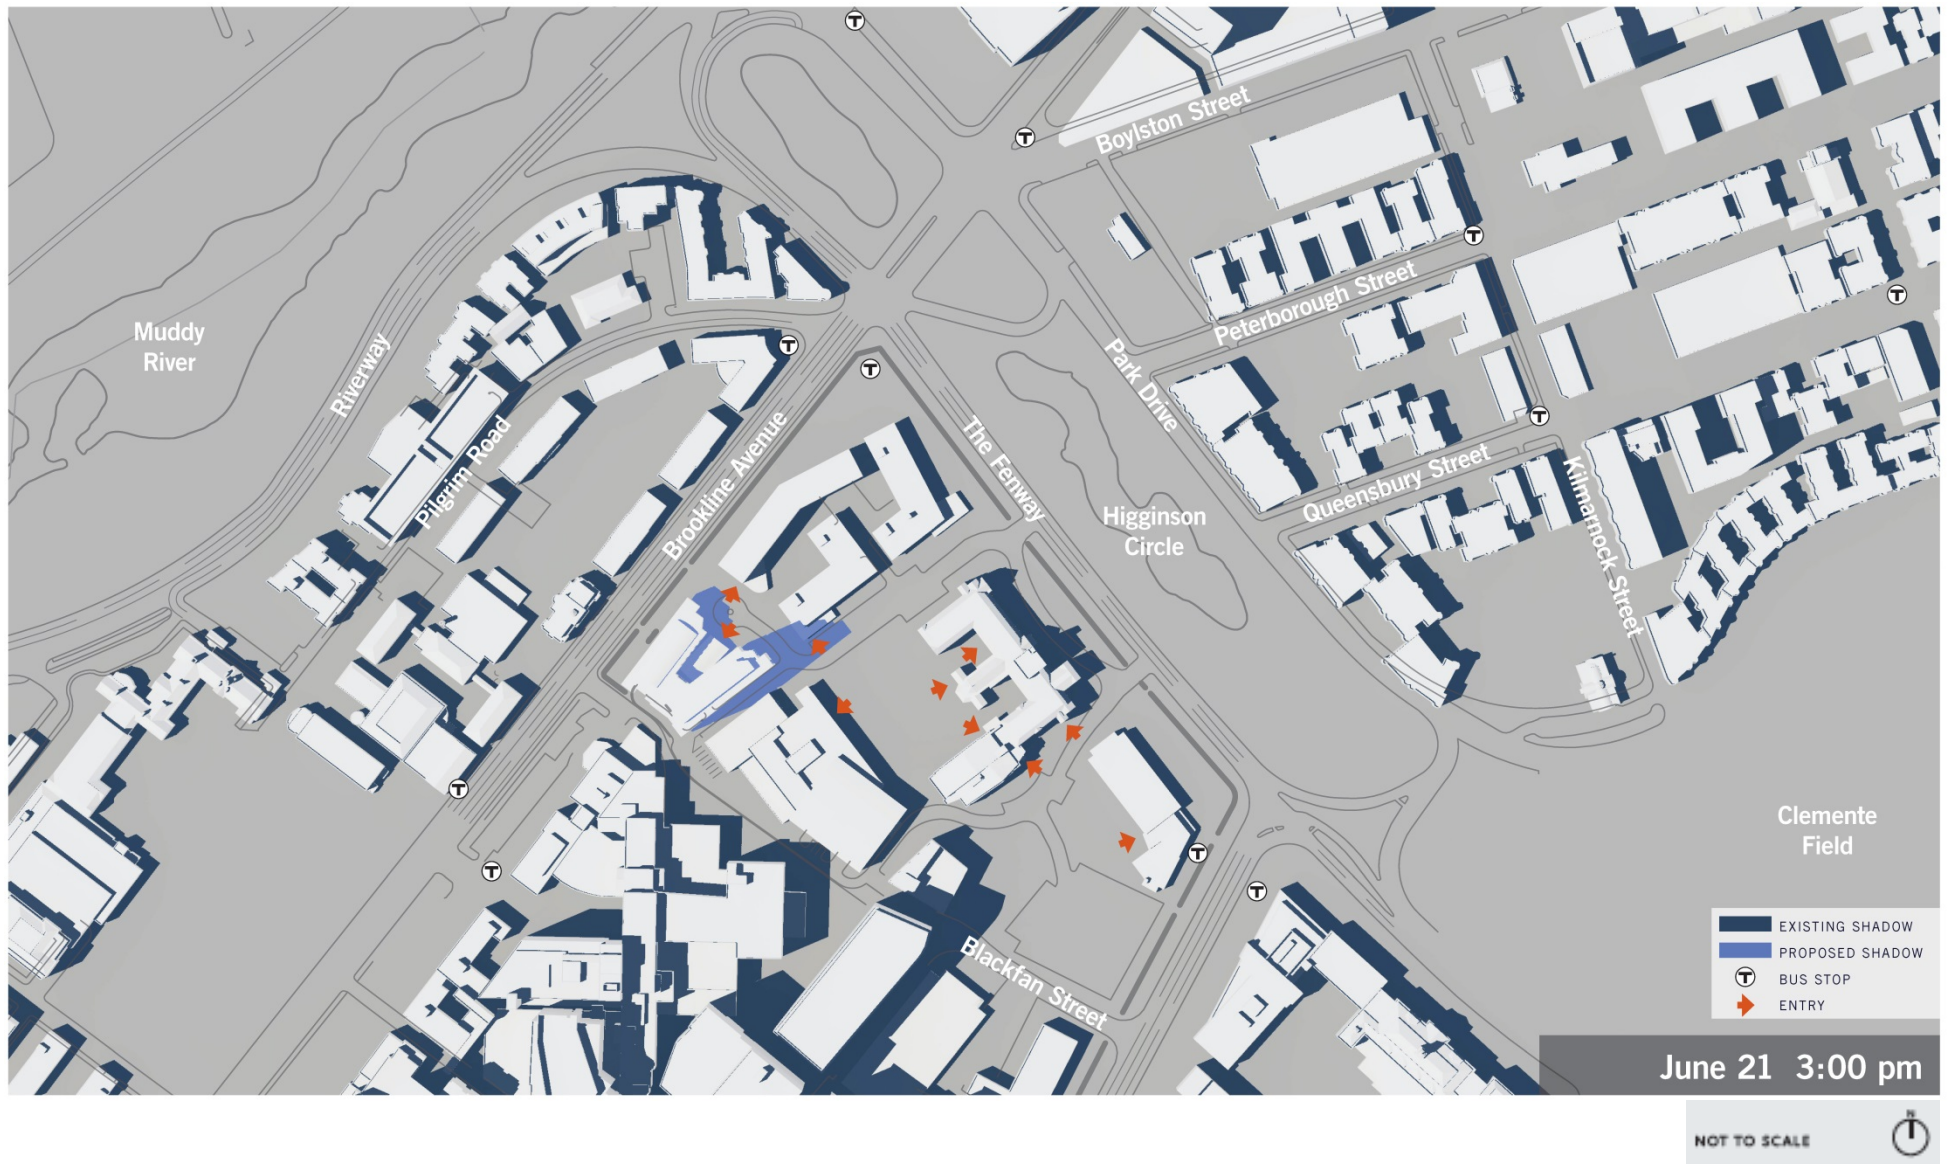 T
T
Boylston Street
T
Peterborough Street
T
Muddy
River
Riverway
T
T
Park Drive
T
Pilgrim Road
Brookline Avenue
The Fenway
Queensbury Street
Kilmarnock Street
Higginson
Circle
T
T
T
T
Clemente
Field
Blackfan Street
EXISTING SHADOW
PROPOSED SHADOW
T BUS STOP
ENTRY
June 21 3:00 pm
NOT TO SCALE
N